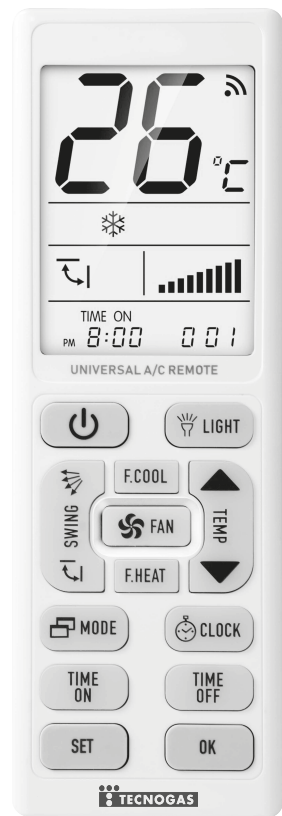 26 °C
TIME ON
PM 8:00 001
UNIVERSAL A/C REMOTE
LIGHT
F.COOL
SWING
FAN
TEMP
F.HEAT
MODE
CLOCK
TIME ON
TIME OFF
SET
OK
TECNOGAS